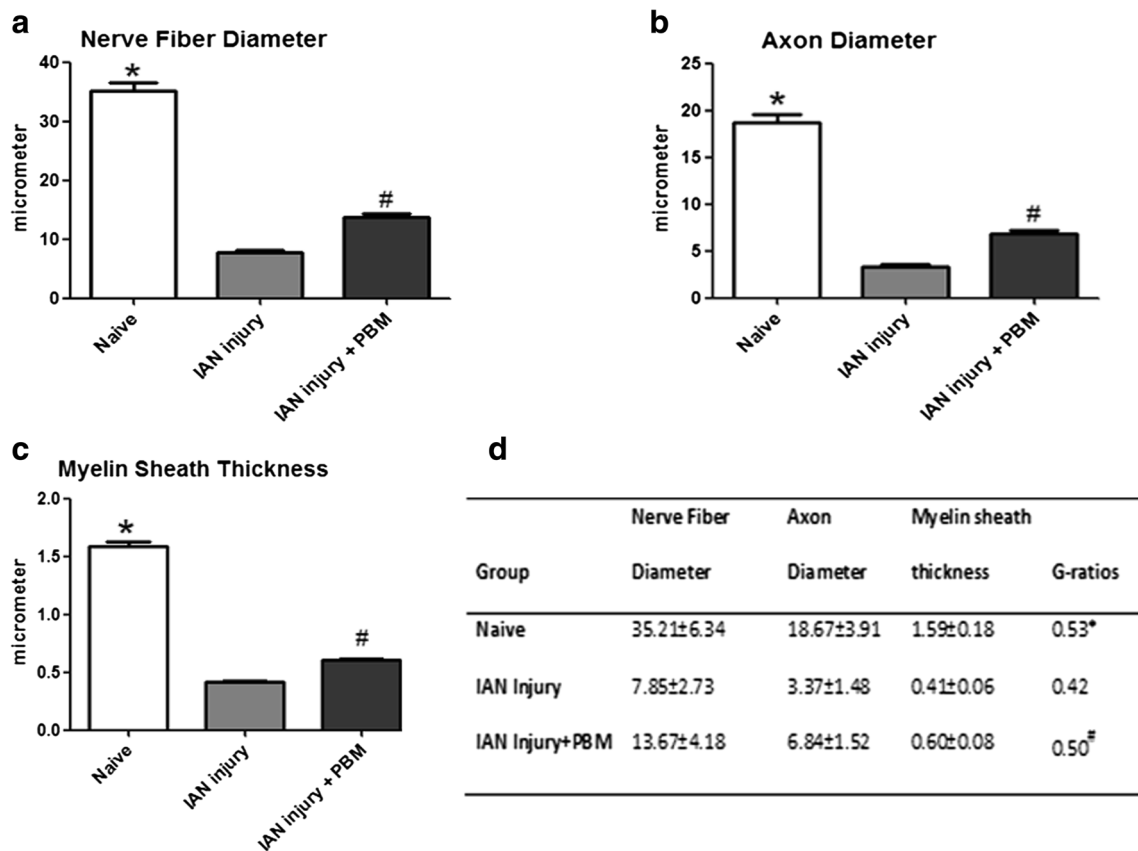 a
Nerve Fiber Diameter
micrometer
40
30
20
10
0
*
#
Naive
IAN injury
IAN injury + PBM
b
Axon Diameter
micrometer
25
20
15
10
5
0
*
#
Naive
IAN injury
IAN injury + PBM
c
Myelin Sheath Thickness
micrometer
2.0
1.5
1.0
0.5
0.0
*
#
Naive
IAN injury
IAN injury + PBM
d
Nerve Fiber Axon Myelin sheath
Group Diameter Diameter thickness G-ratios
Naive 35.21±6.34 18.67±3.91 1.59±0.18 0.53*
IAN Injury 7.85±2.73 3.37±1.48 0.41±0.06 0.42
IAN Injury+PBM 13.67±4.18 6.84±1.52 0.60±0.08 0.50#